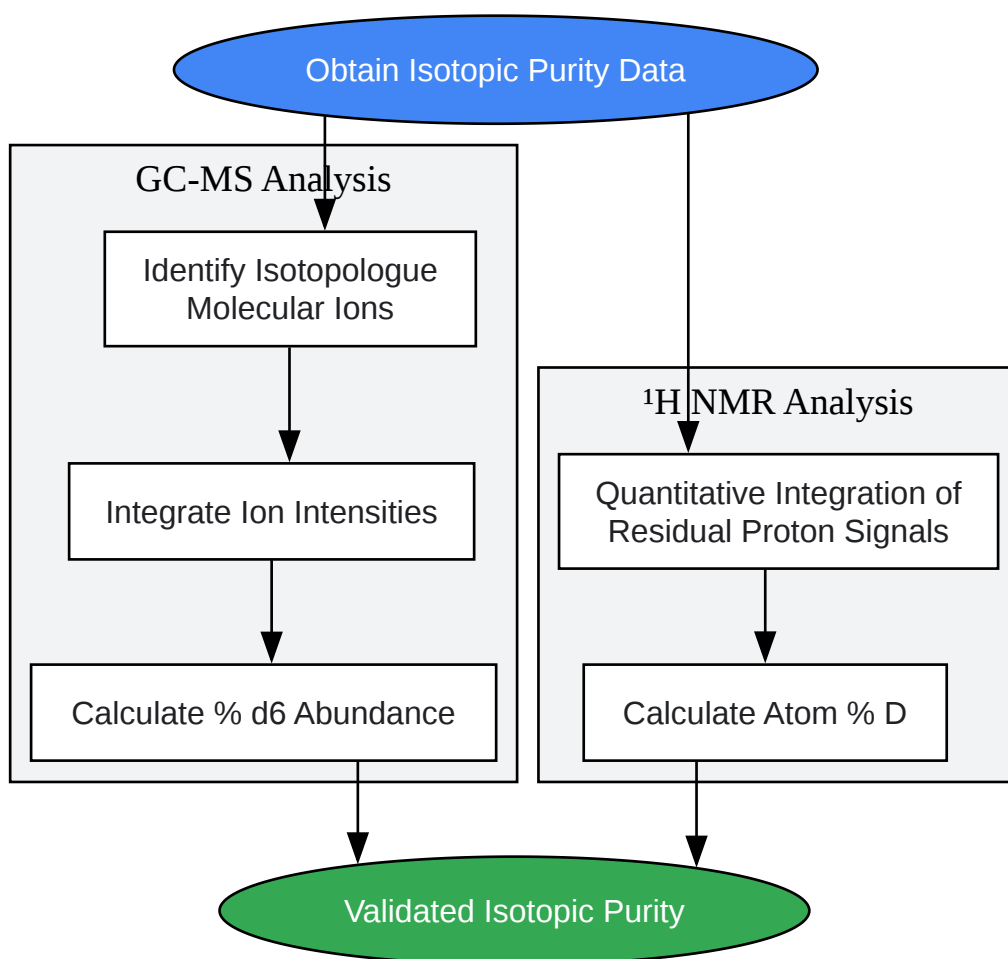 Obtain Isotopic Purity Data
GC-MS Analysis
Identify Isotopologue
Molecular Ions
Integrate Ion Intensities
Calculate % d6 Abundance
¹H NMR Analysis
Quantitative Integration of
Residual Proton Signals
Calculate Atom % D
Validated Isotopic Purity